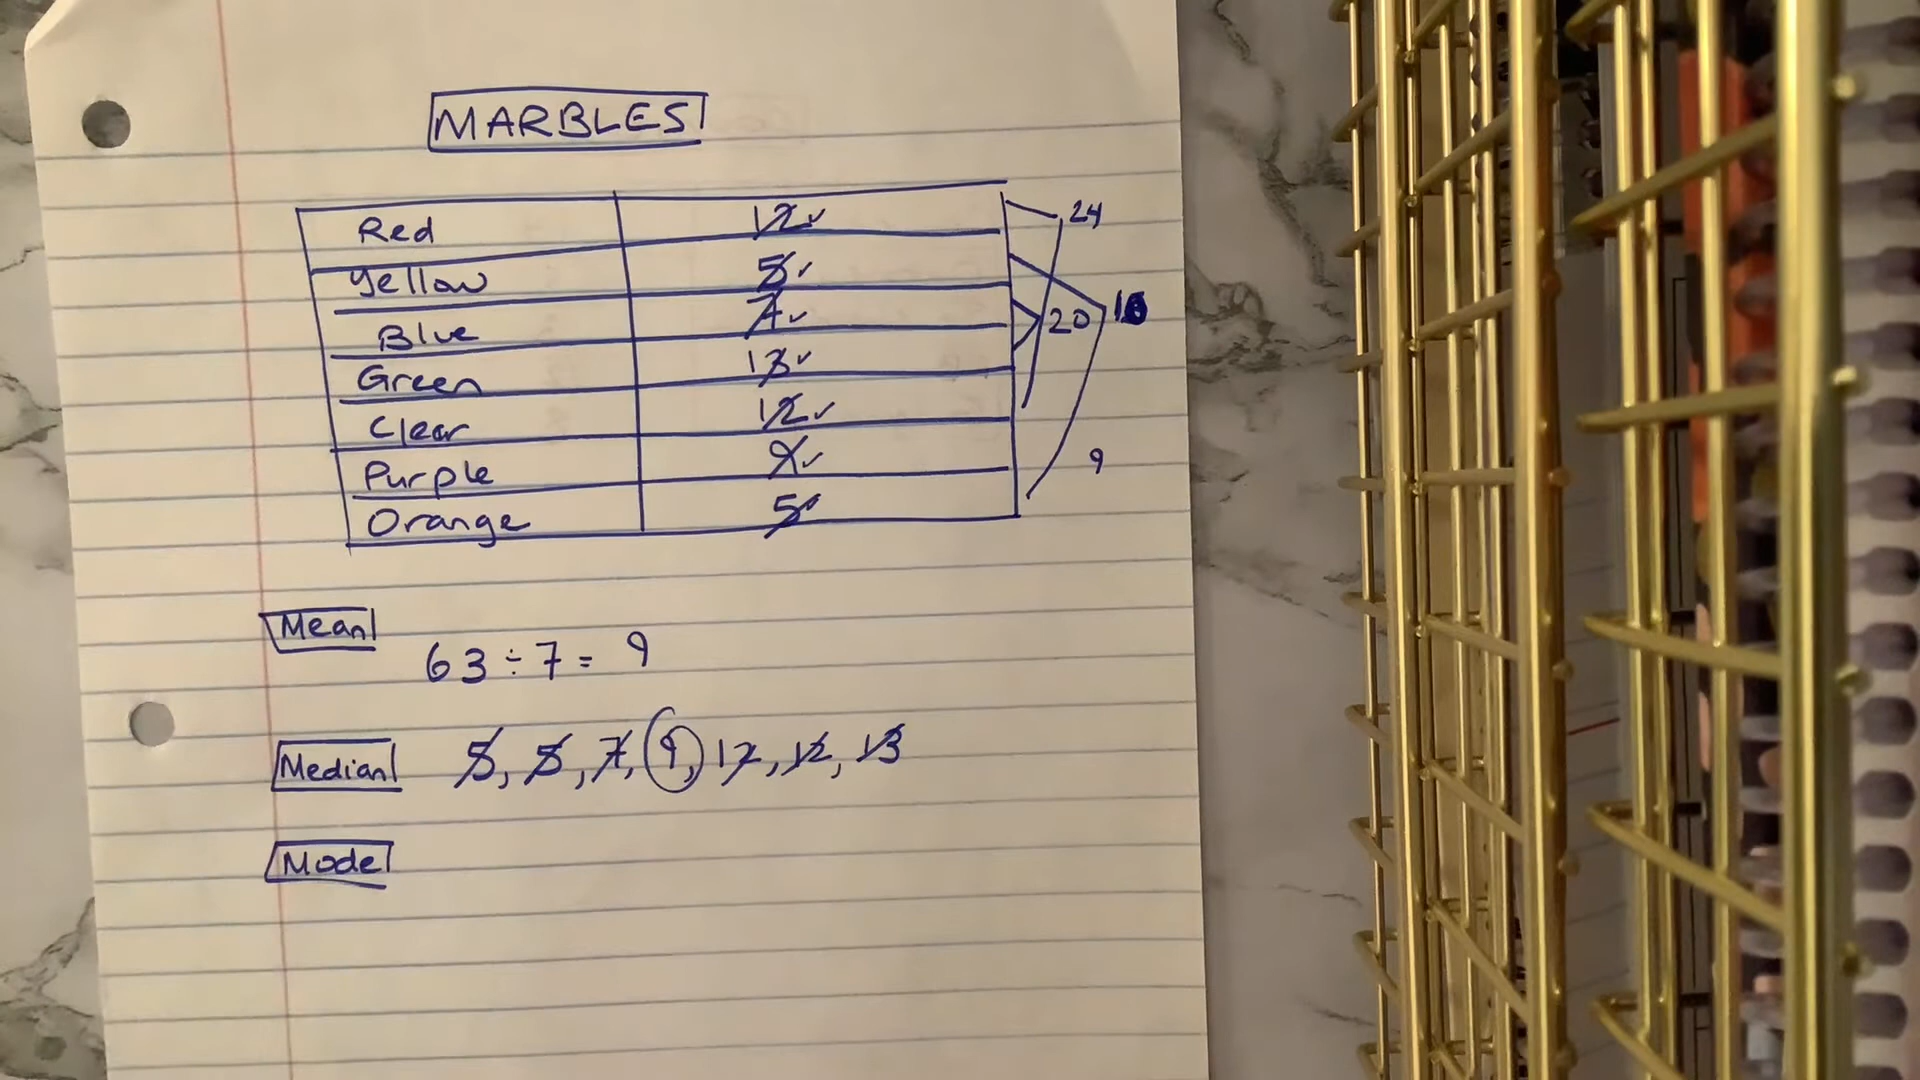 MARBLES
Red 12✓ 24
Yellow 5✓
Blue 7✓ 20 10
Green 13✓
Clear 12✓
Purple 9✓ 9
Orange 5✓
Mean
63 ÷ 7 = 9
Median 5, 5, 7, 9, 12, 12, 13
Mode